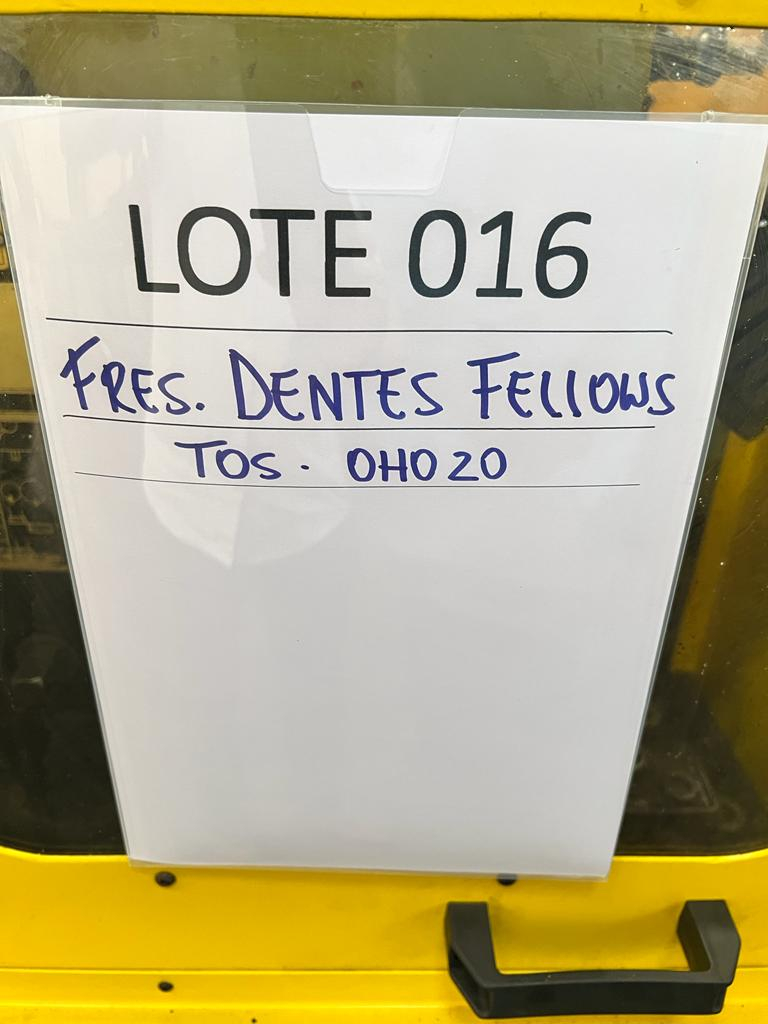 LOTE 016
FRES. DENTES FELLOWS
TOS. OHO20